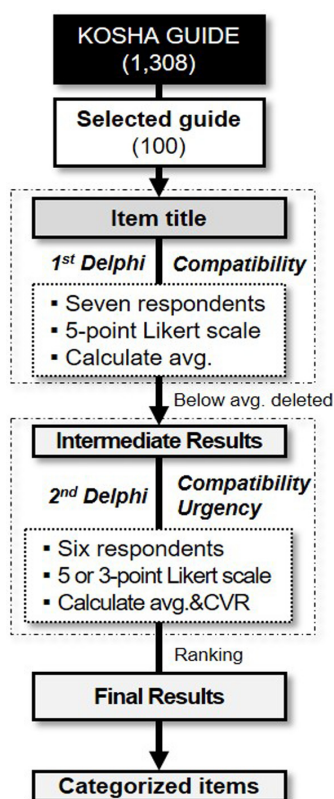 KOSHA GUIDE
(1,308)
Selected guide
(100)
Item title
1st Delphi Compatibility
▪ Seven respondents
▪ 5-point Likert scale
▪ Calculate avg.
Below avg. deleted
Intermediate Results
2nd Delphi Compatibility
Urgency
▪ Six respondents
▪ 5 or 3-point Likert scale
▪ Calculate avg.&CVR
Ranking
Final Results
Categorized items